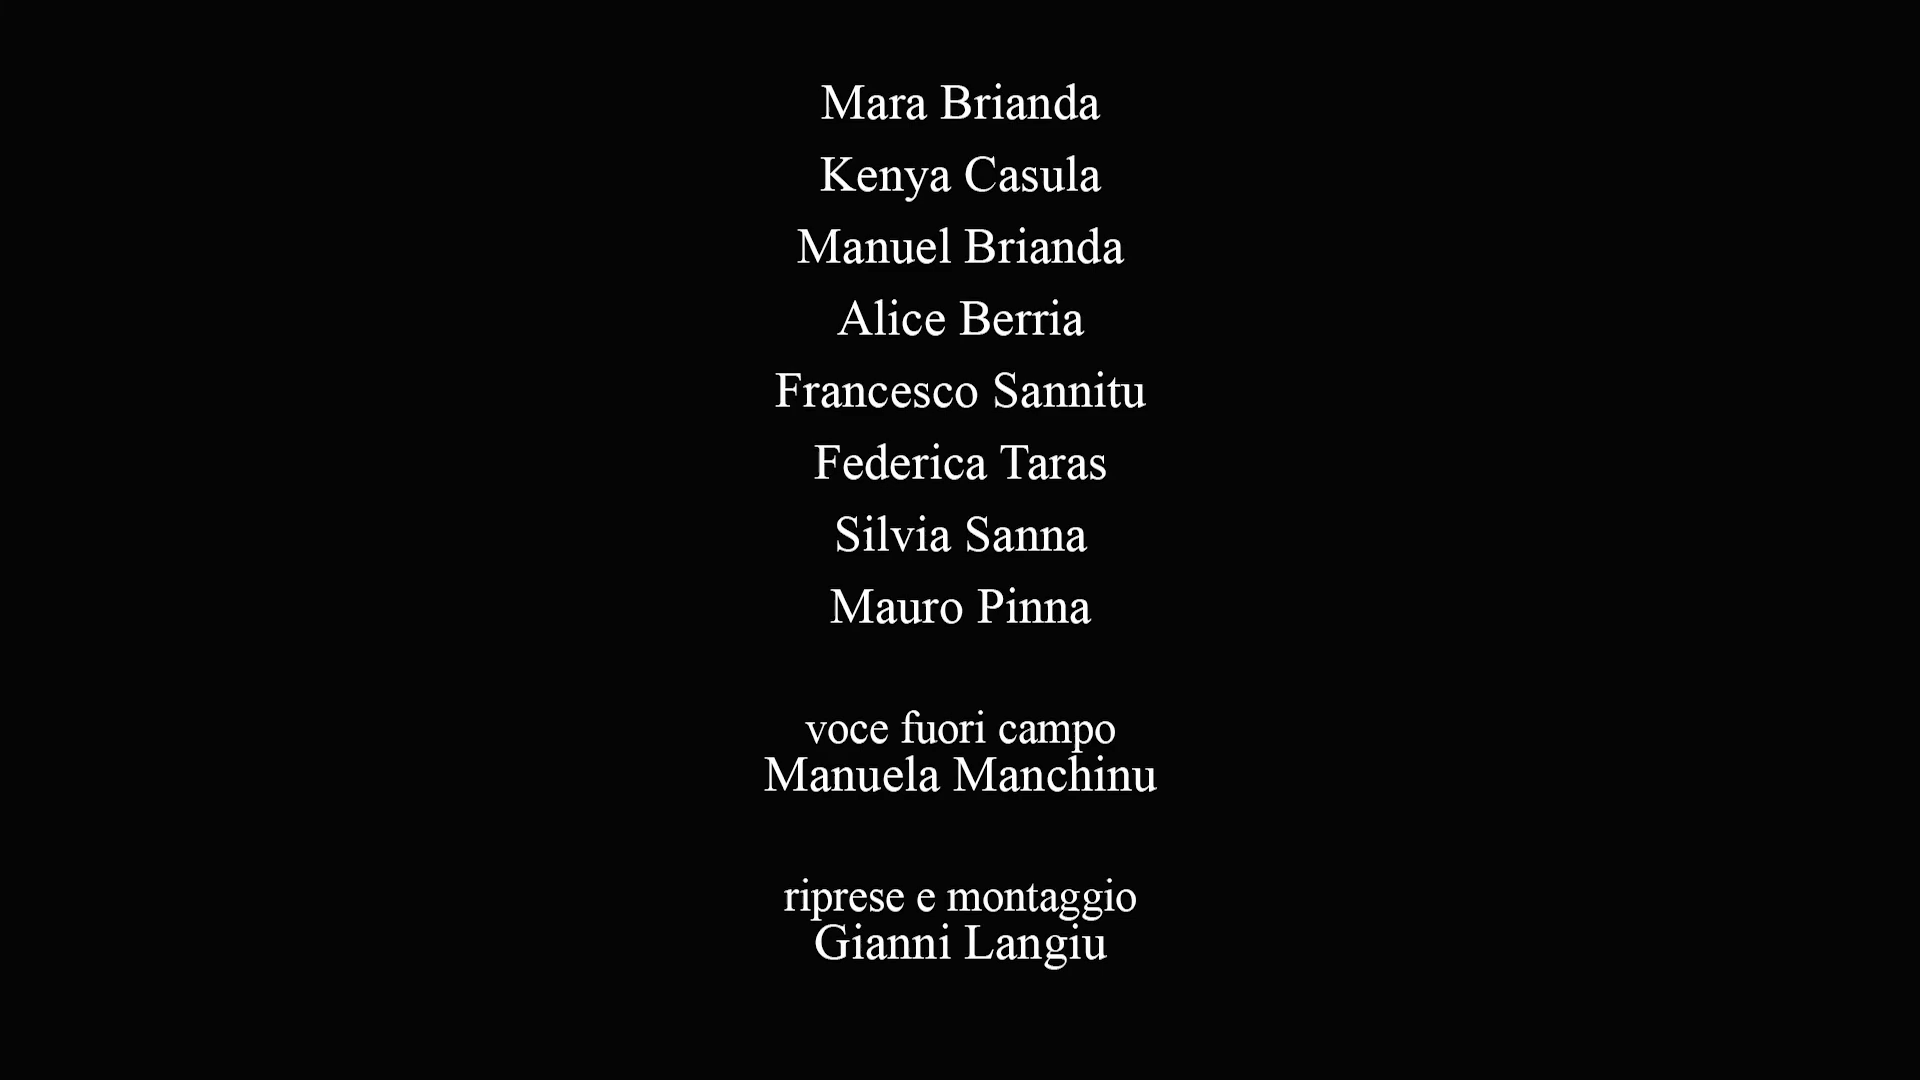 Mara Brianda
Kenya Casula
Manuel Brianda
Alice Berria
Francesco Sannitu
Federica Taras
Silvia Sanna
Mauro Pinna
voce fuori campo
Manuela Manchinu
riprese e montaggio
Gianni Langiu